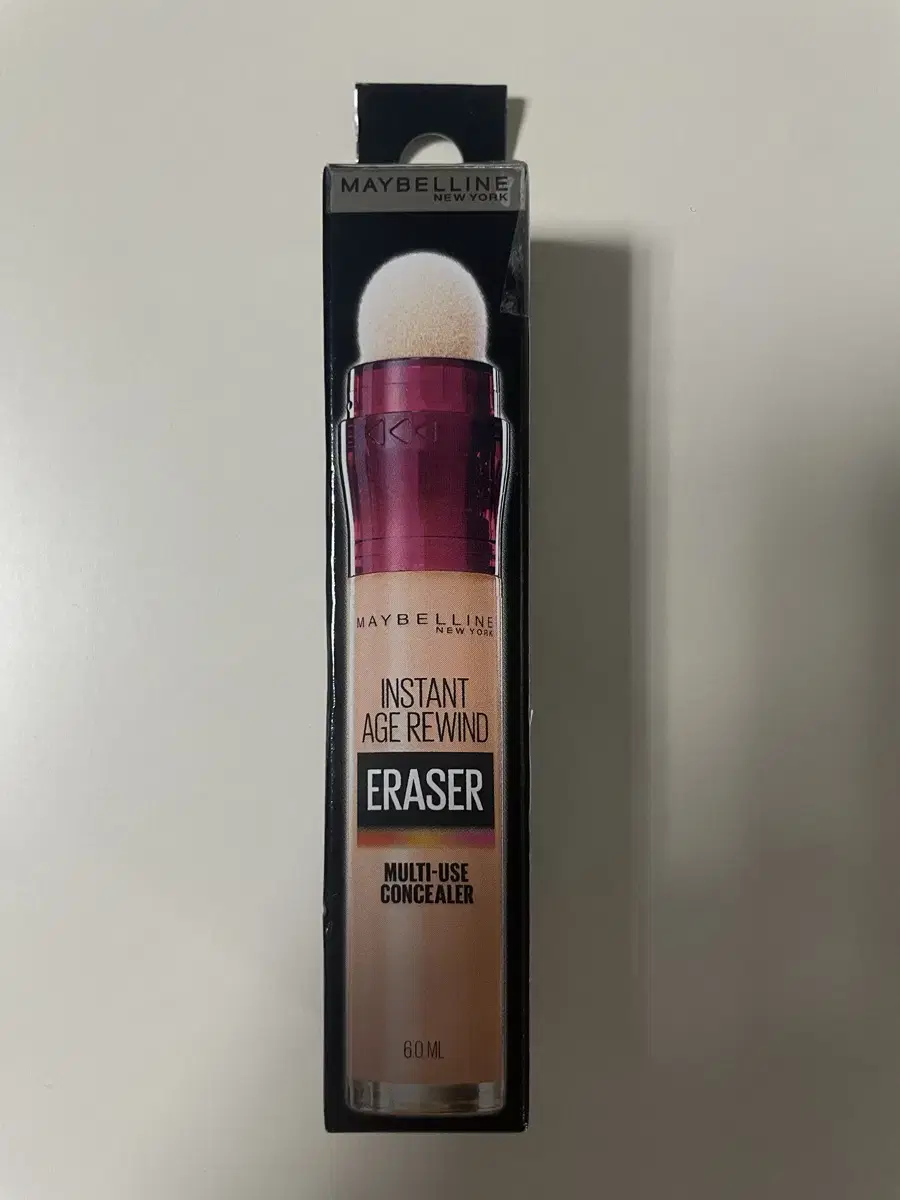 MAYBELLINE
NEW YORK
MAYBELLINE
NEW YORK
INSTANT
AGE REWIND
ERASER
MULTI-USE
CONCEALER
6.0 ML